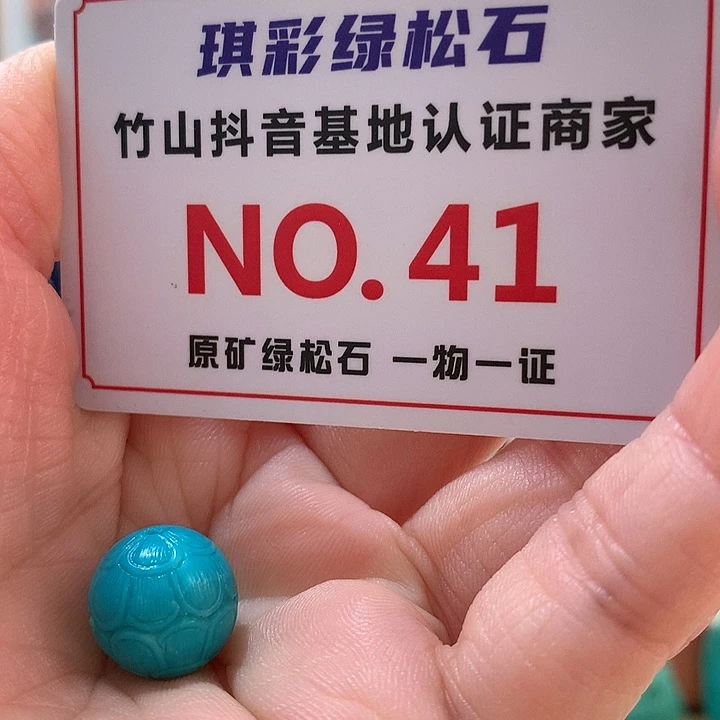 琪彩绿松石
竹山抖音基地认证商家
NO.41
原矿绿松石 一物一证